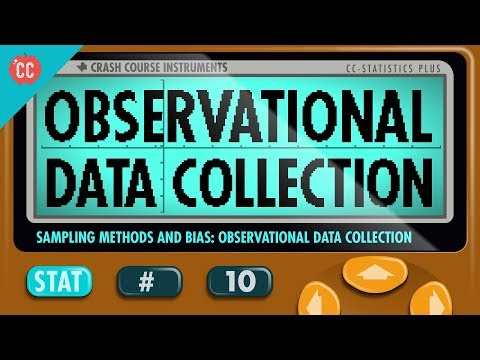 CC
CRASH COURSE INSTRUMENTS
CC-STATISTICS PLUS
OBSERVATIONAL
DATA COLLECTION
SAMPLING METHODS AND BIAS: OBSERVATIONAL DATA COLLECTION
STAT
#
10